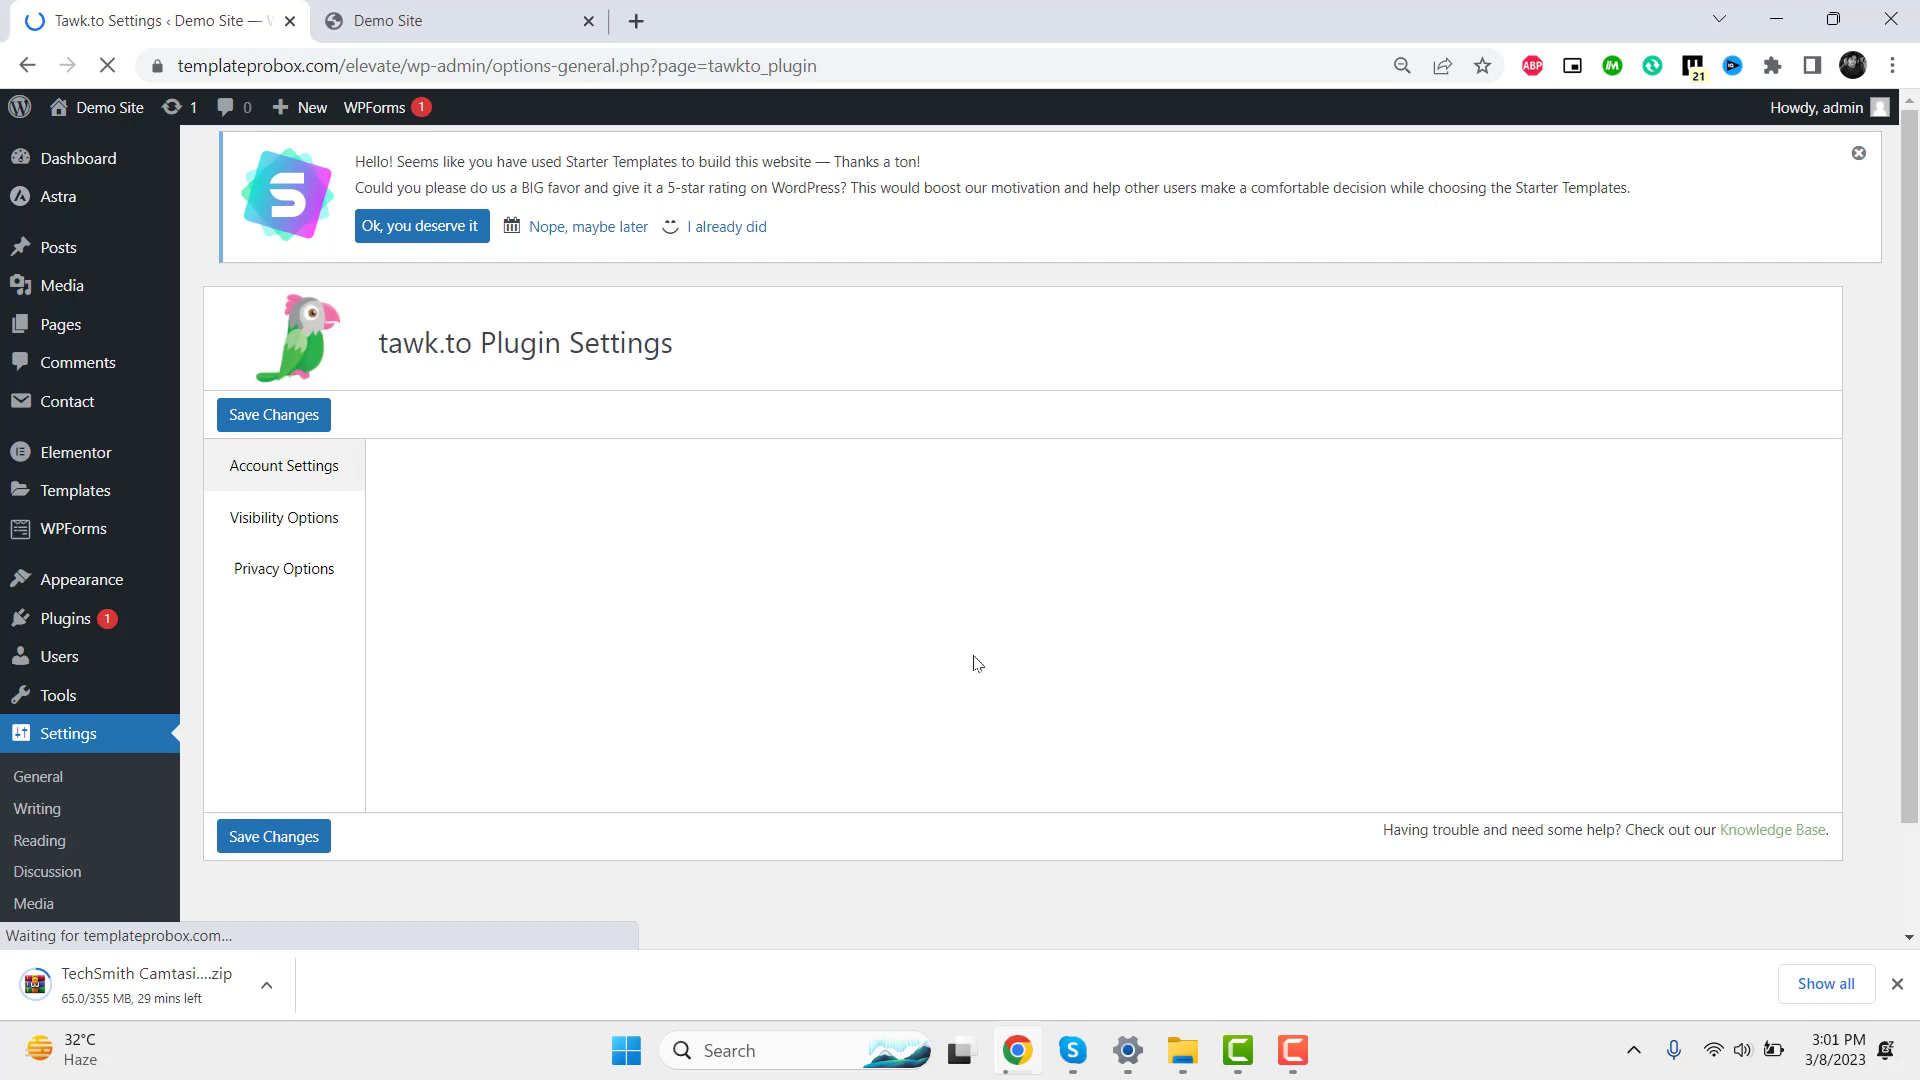 Tawk.to Settings ‹ Demo Site —
Demo Site
templateprobox.com/elevate/wp-admin/options-general.php?page=tawkto_plugin
ABP
21
Demo Site
1
0
New
WPForms 1
Howdy, admin
Dashboard
Astra
Posts
Media
Pages
Comments
Contact
Elementor
Templates
WPForms
Appearance
Plugins 1
Users
Tools
Settings
General
Writing
Reading
Discussion
Media
Hello! Seems like you have used Starter Templates to build this website — Thanks a ton!
Could you please do us a BIG favor and give it a 5-star rating on WordPress? This would boost our motivation and help other users make a comfortable decision while choosing the Starter Templates.
Ok, you deserve it
Nope, maybe later
I already did
tawk.to Plugin Settings
Save Changes
Account Settings
Visibility Options
Privacy Options
Save Changes
Having trouble and need some help? Check out our Knowledge Base.
Waiting for templateprobox.com...
TechSmith Camtasi....zip
65.0/355 MB, 29 mins left
Show all
32°C
Haze
Search
3:01 PM
3/8/2023